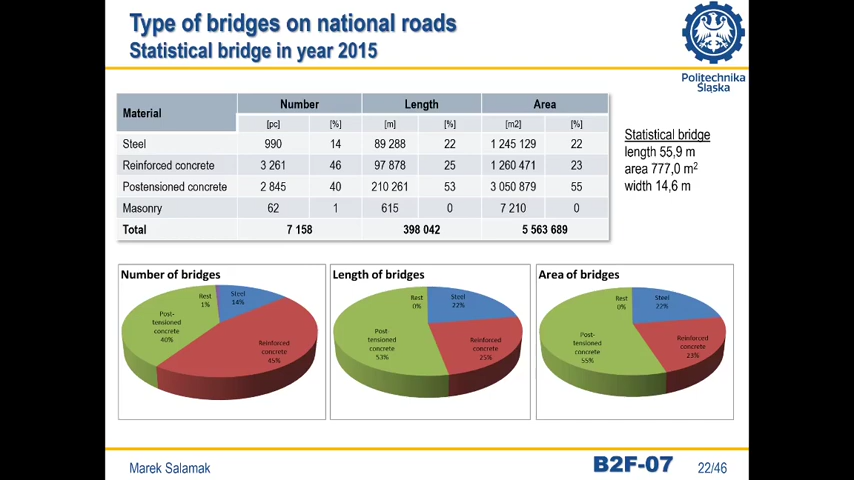 Type of bridges on national roads
Statistical bridge in year 2015
Politechnika
Śląska
Material Number Length Area
[pc] [%] [m] [%] [m2] [%]
Steel 990 14 89 288 22 1 245 129 22
Reinforced concrete 3 261 46 97 878 25 1 260 471 23
Postensioned concrete 2 845 40 210 261 53 3 050 879 55
Masonry 62 1 615 0 7 210 0
Total 7 158 398 042 5 563 689
Statistical bridge
length 55,9 m
area 777,0 m²
width 14,6 m
Number of bridges
Rest
1%
Steel
14%
Post-
tensioned
concrete
40%
Reinforced
concrete
45%
Length of bridges
Rest
0%
Steel
22%
Post-
tensioned
concrete
53%
Reinforced
concrete
25%
Area of bridges
Rest
0%
Steel
22%
Post-
tensioned
concrete
55%
Reinforced
concrete
23%
Marek Salamak
B2F-07
22/46